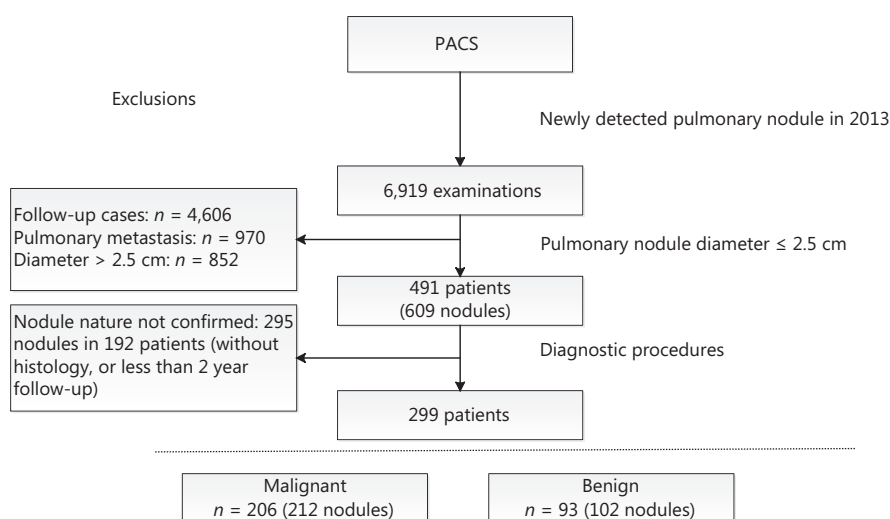 PACS
Exclusions
Newly detected pulmonary nodule in 2013
6,919 examinations
Follow-up cases: n = 4,606
Pulmonary metastasis: n = 970
Diameter > 2.5 cm: n = 852
Pulmonary nodule diameter ≤ 2.5 cm
491 patients
(609 nodules)
Nodule nature not confirmed: 295
nodules in 192 patients (without
histology, or less than 2 year
follow-up)
Diagnostic procedures
299 patients
Malignant
n = 206 (212 nodules)
Benign
n = 93 (102 nodules)